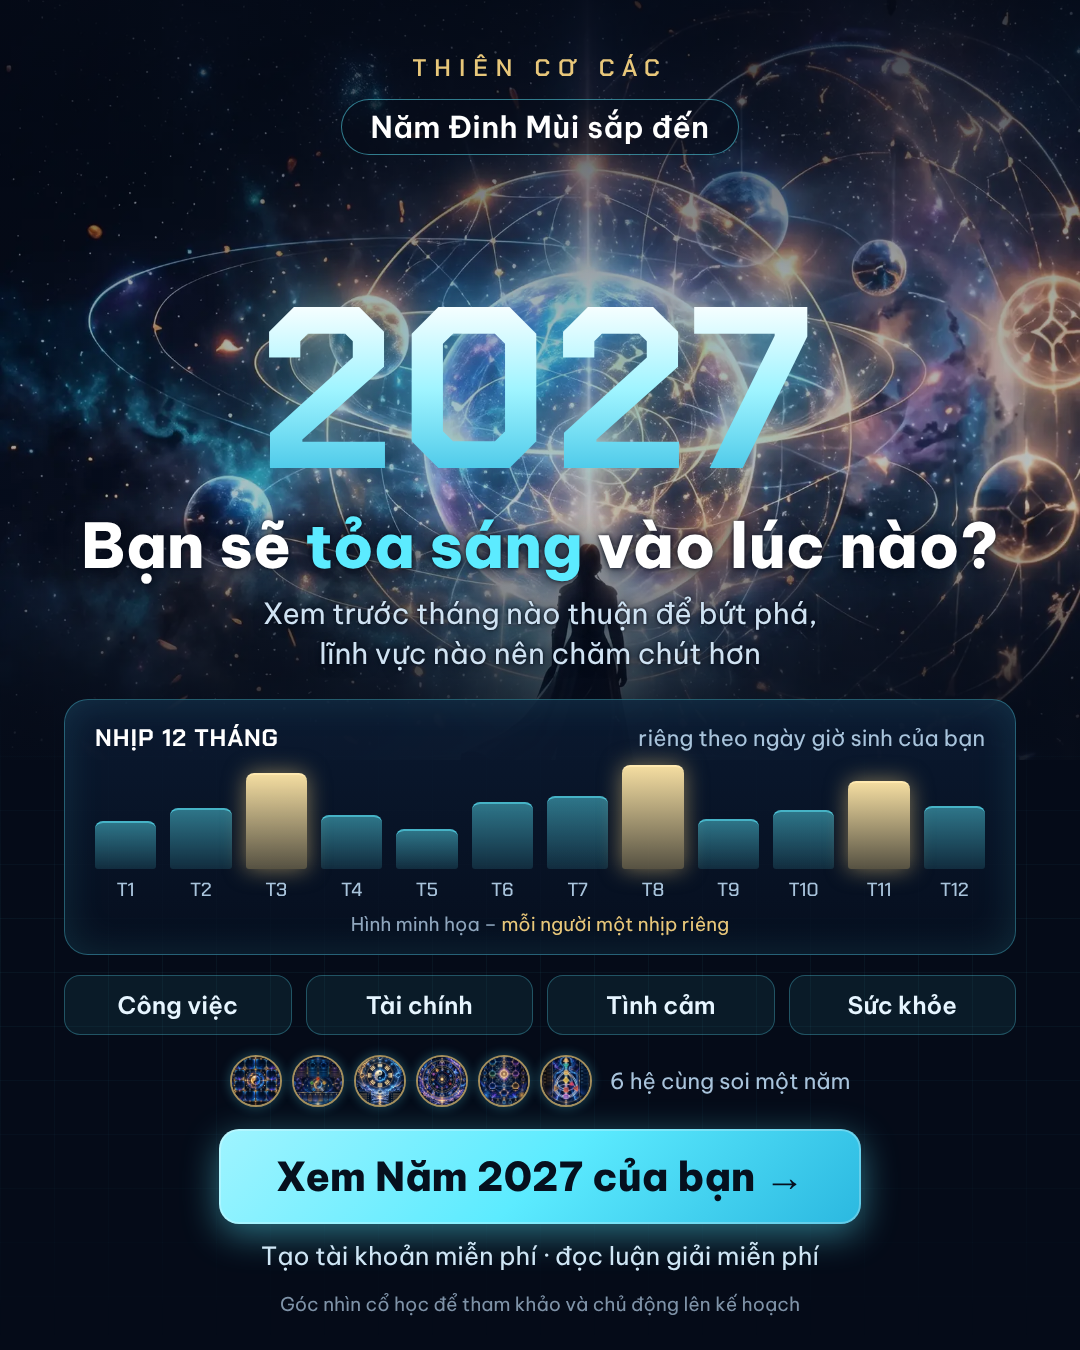 THIÊN CƠ CÁC
Năm Đinh Mùi sắp đến
2027
Bạn sẽ tỏa sáng vào lúc nào?
Xem trước tháng nào thuận để bứt phá,
lĩnh vực nào nên chăm chút hơn
NHỊP 12 THÁNG
riêng theo ngày giờ sinh của bạn
T1 T2 T3 T4 T5 T6 T7 T8 T9 T10 T11 T12
Hình minh họa – mỗi người một nhịp riêng
Công việc
Tài chính
Tình cảm
Sức khỏe
6 hệ cùng soi một năm
Xem Năm 2027 của bạn →
Tạo tài khoản miễn phí · đọc luận giải miễn phí
Góc nhìn cổ học để tham khảo và chủ động lên kế hoạch